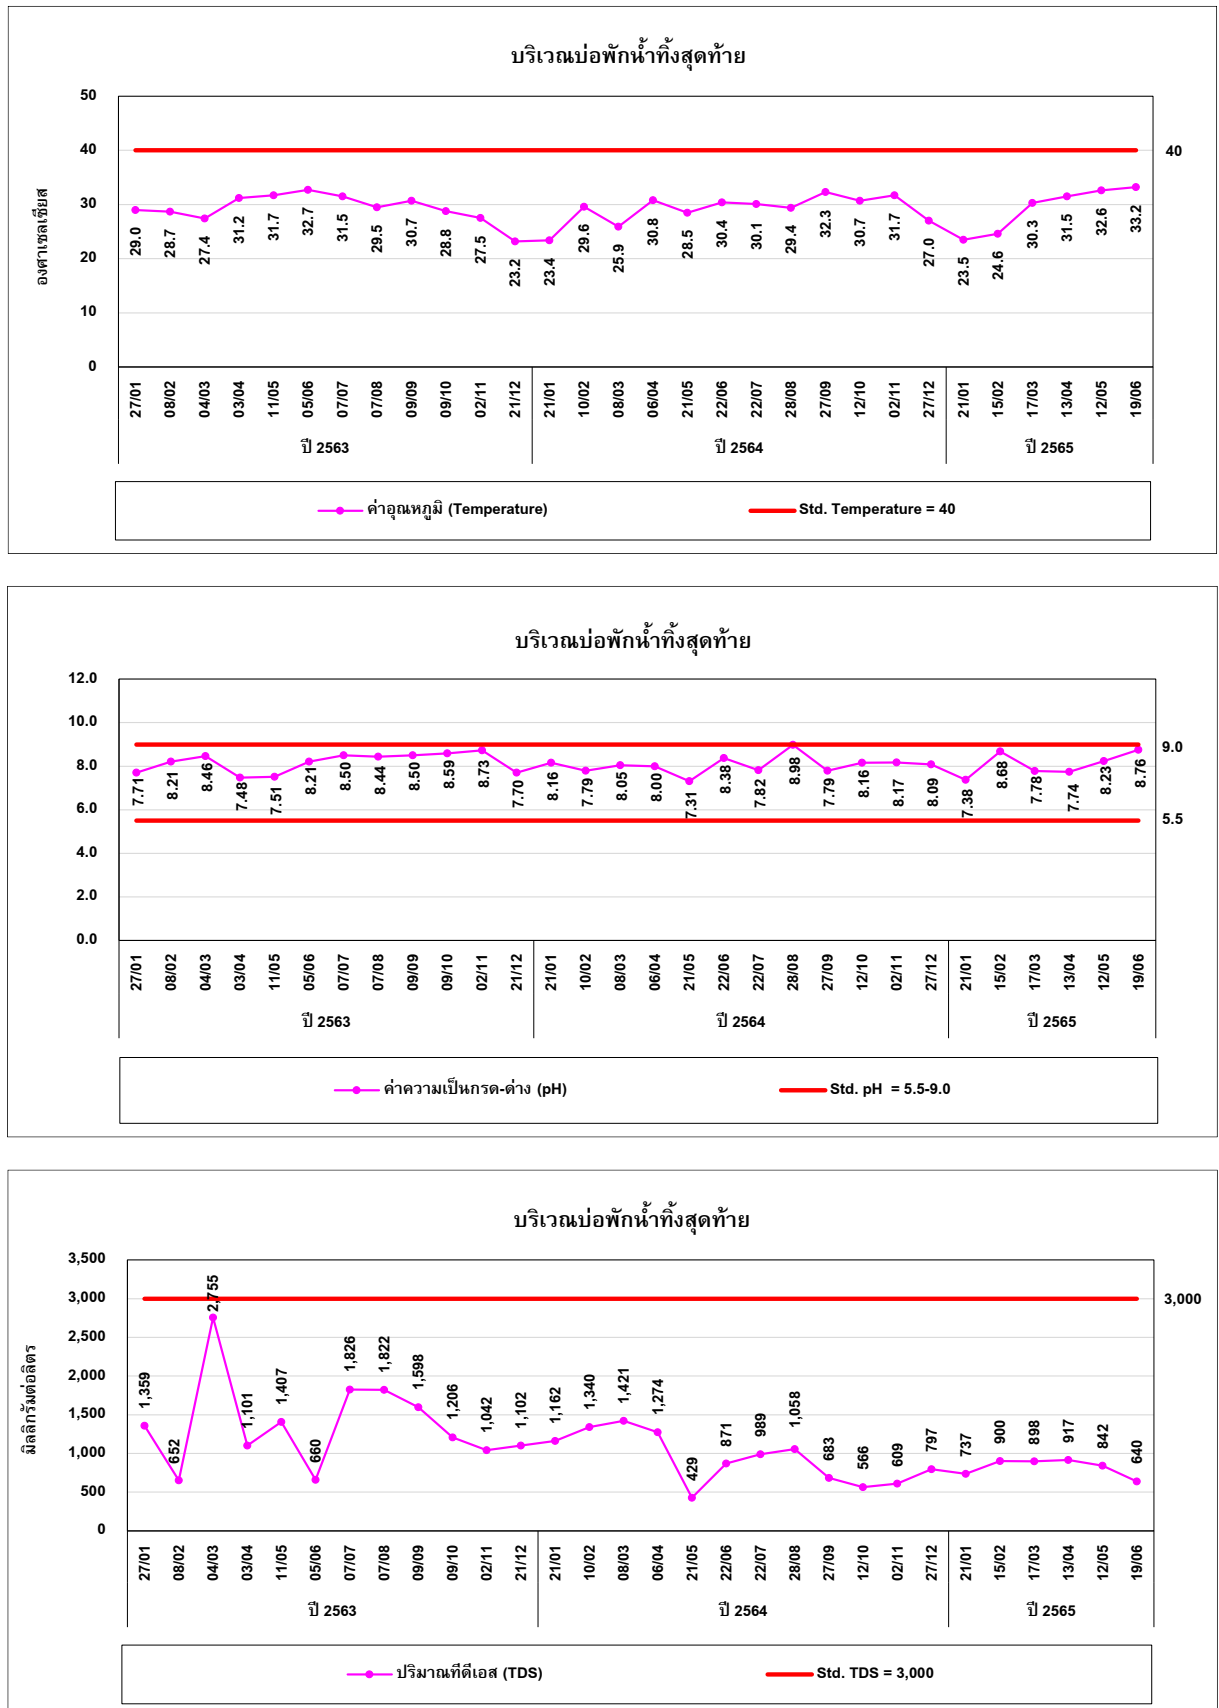 บริเวณบ่อพักน้ำทิ้งสุดท้าย
องศาเซลเซียส
50
40
30
20
10
0
40
29.0 28.7 27.4 31.2 31.7 32.7 31.5 29.5 30.7 28.8 27.5 23.2 23.4 29.6 25.9 30.8 28.5 30.4 30.1 29.4 32.3 30.7 31.7 27.0 23.5 24.6 30.3 31.5 32.6 33.2
27/01 08/02 04/03 03/04 11/05 05/06 07/07 07/08 09/09 09/10 02/11 21/12 21/01 10/02 08/03 06/04 21/05 22/06 22/07 28/08 27/09 12/10 02/11 27/12 21/01 15/02 17/03 13/04 12/05 19/06
ปี 2563 ปี 2564 ปี 2565
ค่าอุณหภูมิ (Temperature) Std. Temperature = 40
บริเวณบ่อพักน้ำทิ้งสุดท้าย
12.0
10.0
8.0
6.0
4.0
2.0
0.0
9.0
5.5
7.71 8.21 8.46 7.48 7.51 8.21 8.50 8.44 8.50 8.59 8.73 7.70 8.16 7.79 8.05 8.00 7.31 8.38 7.82 8.98 7.79 8.16 8.17 8.09 7.38 8.68 7.78 7.74 8.23 8.76
27/01 08/02 04/03 03/04 11/05 05/06 07/07 07/08 09/09 09/10 02/11 21/12 21/01 10/02 08/03 06/04 21/05 22/06 22/07 28/08 27/09 12/10 02/11 27/12 21/01 15/02 17/03 13/04 12/05 19/06
ปี 2563 ปี 2564 ปี 2565
ค่าความเป็นกรด-ด่าง (pH) Std. pH = 5.5-9.0
บริเวณบ่อพักน้ำทิ้งสุดท้าย
มิลลิกรัมต่อลิตร
3,500
3,000
2,500
2,000
1,500
1,000
500
0
3,000
1,359 652 2,755 1,101 1,407 660 1,826 1,822 1,598 1,206 1,042 1,102 1,162 1,340 1,421 1,274 429 871 989 1,058 683 566 609 797 737 900 898 917 842 640
27/01 08/02 04/03 03/04 11/05 05/06 07/07 07/08 09/09 09/10 02/11 21/12 21/01 10/02 08/03 06/04 21/05 22/06 22/07 28/08 27/09 12/10 02/11 27/12 21/01 15/02 17/03 13/04 12/05 19/06
ปี 2563 ปี 2564 ปี 2565
ปริมาณทีดีเอส (TDS) Std. TDS = 3,000